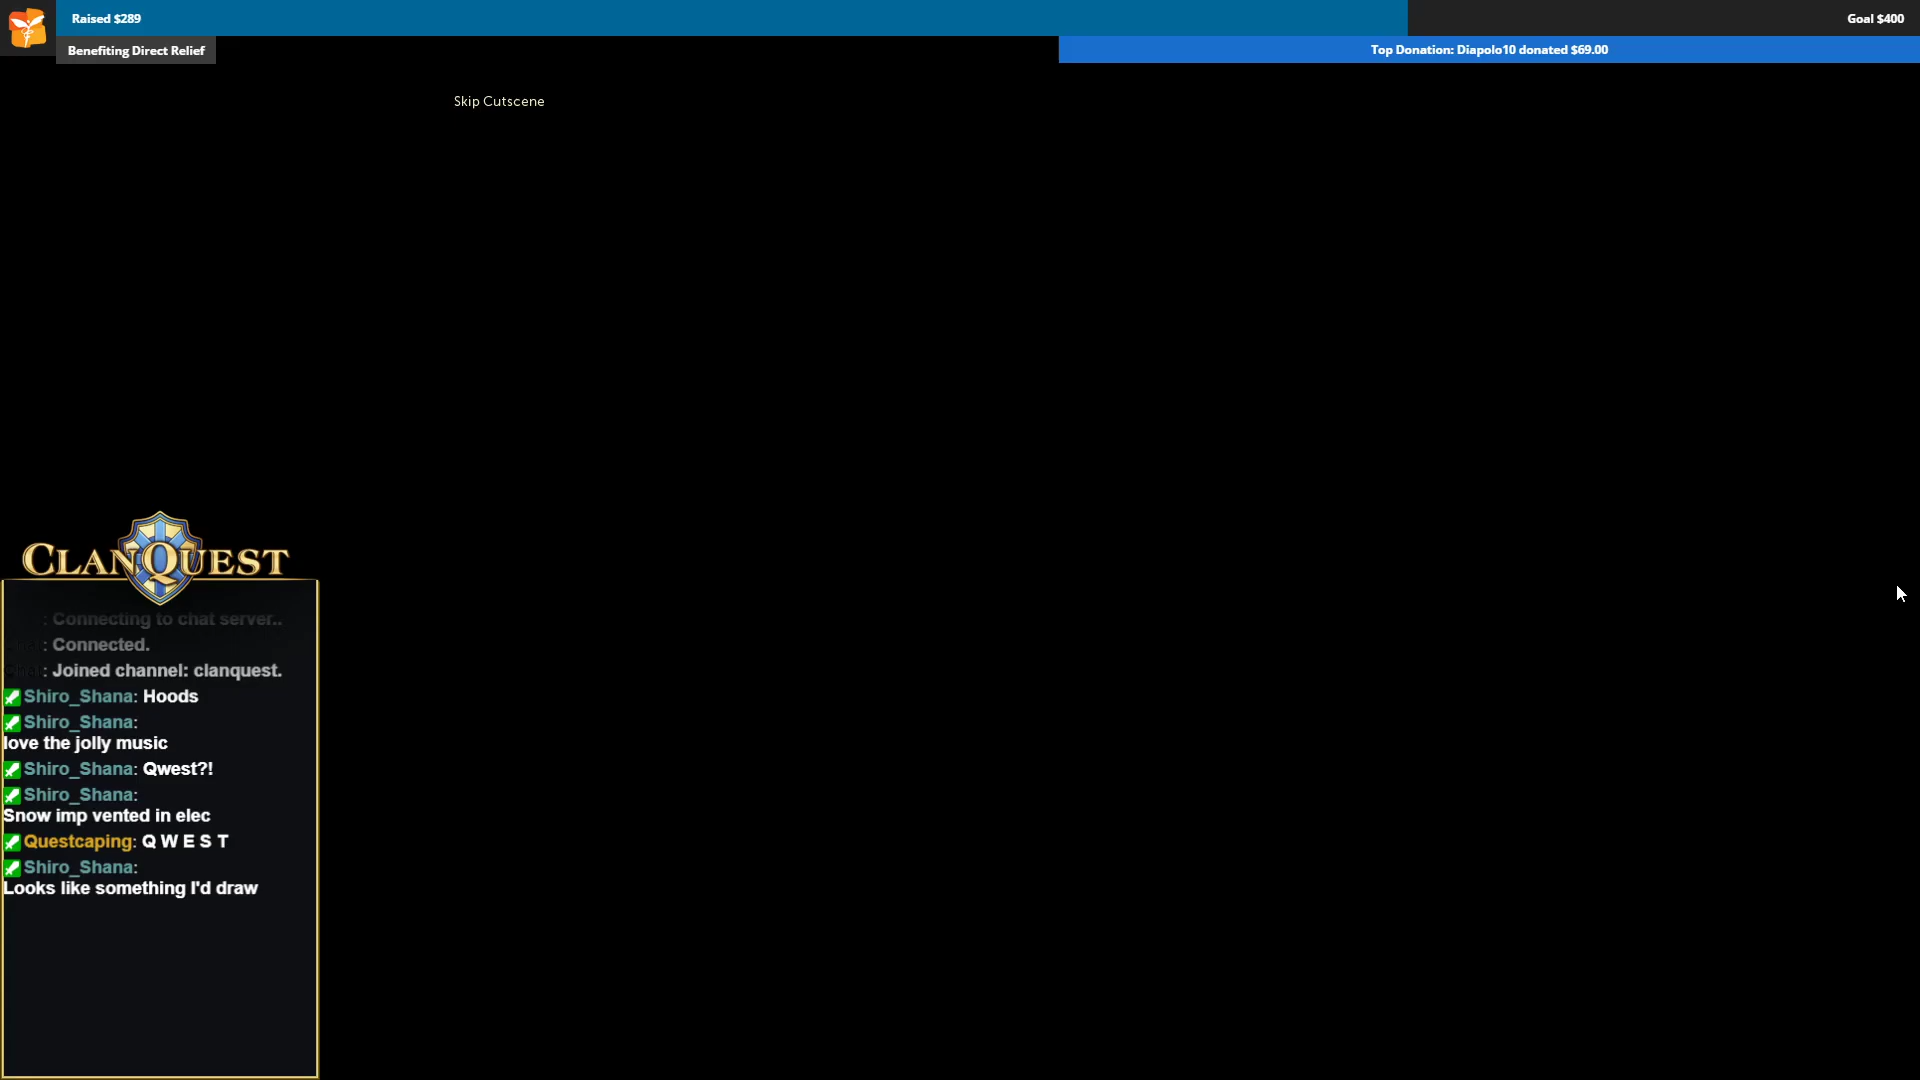 Raised $289
Goal $400
Benefiting Direct Relief
Top Donation: Diapolo10 donated $69.00
Skip Cutscene
CLANQUEST
: Connecting to chat server..
: Connected.
: Joined channel: clanquest.
Shiro_Shana: Hoods
Shiro_Shana:
love the jolly music
Shiro_Shana: Qwest?!
Shiro_Shana:
Snow imp vented in elec
Questcaping: Q W E S T
Shiro_Shana:
Looks like something I'd draw